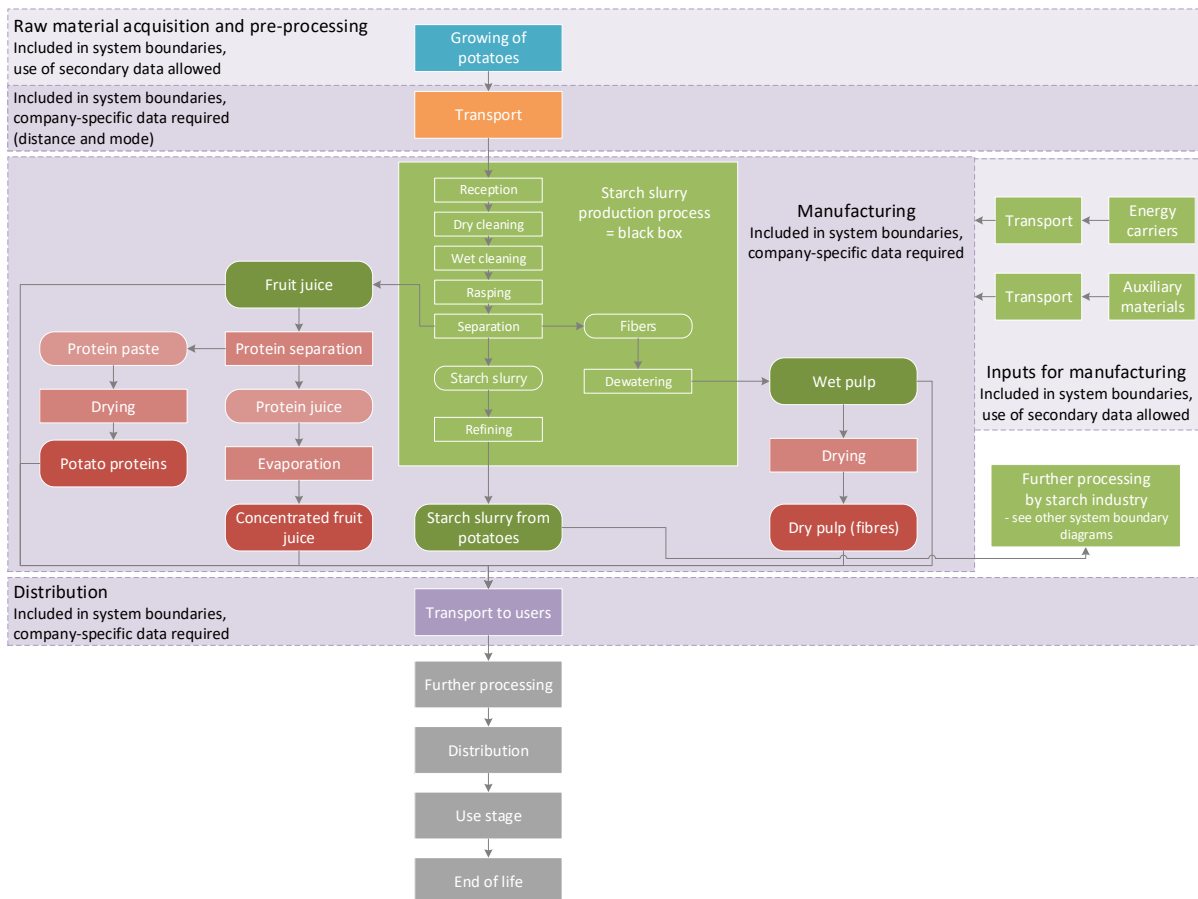 Raw material acquisition and pre-processing
Included in system boundaries,
use of secondary data allowed
Growing of
potatoes
Included in system boundaries,
company-specific data required
(distance and mode)
Transport
Reception
Dry cleaning
Wet cleaning
Rasping
Separation
Starch slurry
Refining
Fibers
Dewatering
Starch slurry
production process
= black box
Manufacturing
Included in system boundaries,
company-specific data required
Transport
Energy
carriers
Transport
Auxiliary
materials
Inputs for manufacturing
Included in system boundaries,
use of secondary data allowed
Fruit juice
Protein paste
Protein separation
Drying
Protein juice
Potato proteins
Evaporation
Concentrated fruit
juice
Starch slurry from
potatoes
Wet pulp
Drying
Dry pulp (fibres)
Further processing
by starch industry
- see other system boundary
diagrams
Distribution
Included in system boundaries,
company-specific data required
Transport to users
Further processing
Distribution
Use stage
End of life